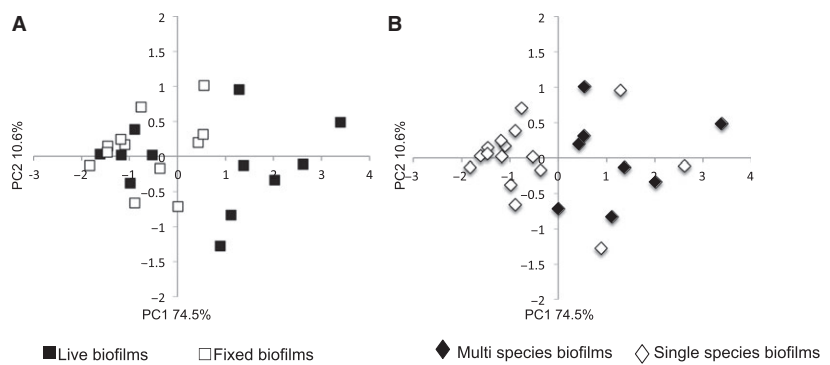 A
2
1.5
1
0.5
0
−0.5
−1
−1.5
−2
-3 -2 -1 0 1 2 3 4
PC2 10.6%
PC1 74.5%
Live biofilms
Fixed biofilms
B
2
1.5
1
0.5
0
−0.5
−1
−1.5
−2
−3 −2 −1 0 1 2 3 4
PC2 10.6%
PC1 74.5%
Multi species biofilms
Single species biofilms